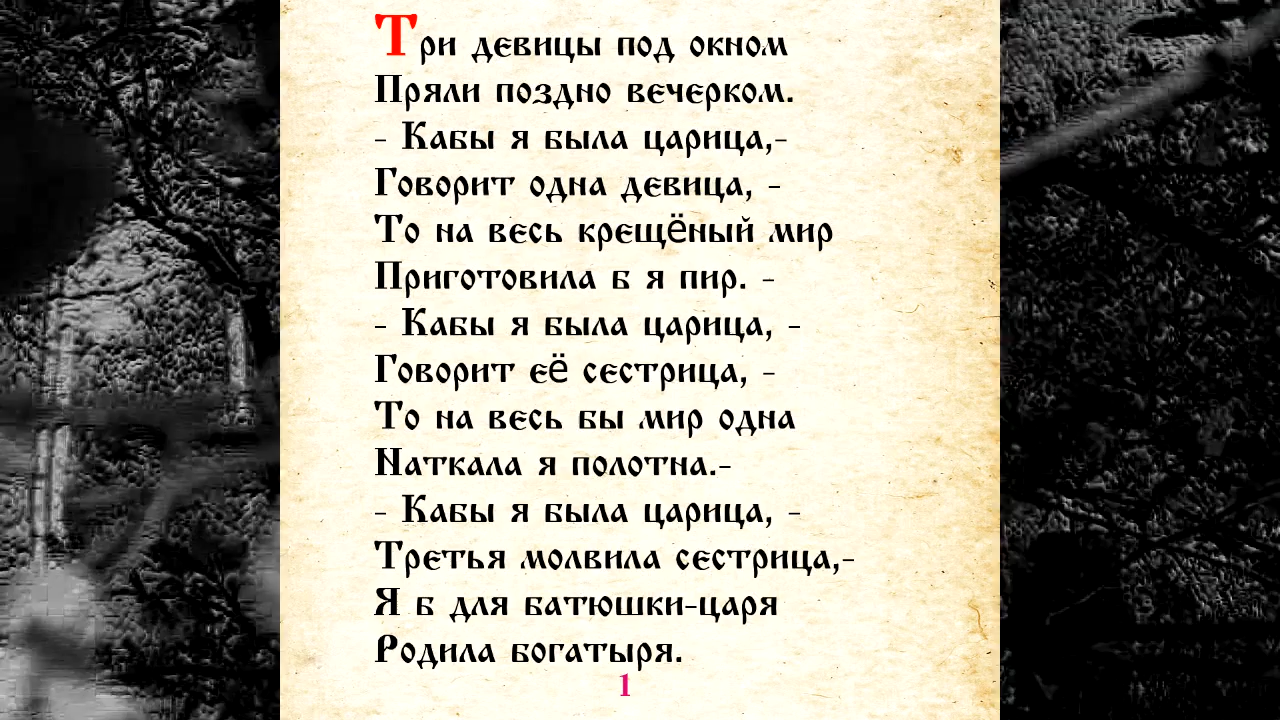 Три девицы под окном
Пряли поздно вечерком.
- Кабы я была царица,-
Говорит одна девица, -
То на весь крещёный мир
Приготовила б я пир. -
- Кабы я была царица, -
Говорит её сестрица, -
То на весь бы мир одна
Наткала я полотна.-
- Кабы я была царица, -
Третья молвила сестрица,-
Я б для батюшки-царя
Родила богатыря.
1